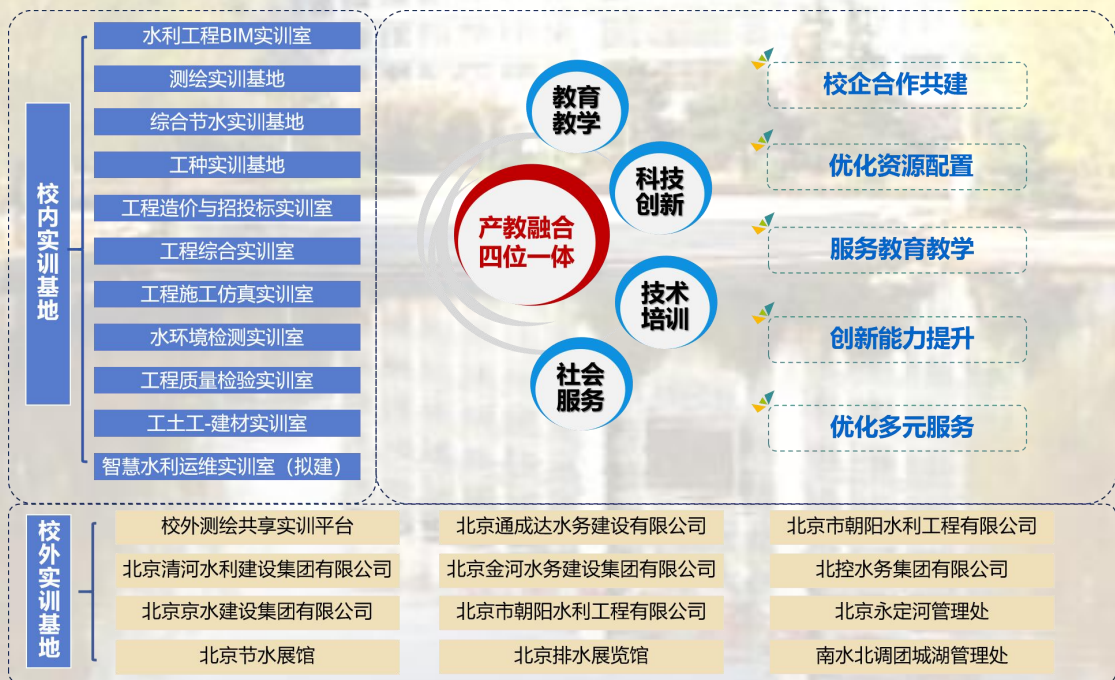 校内实训基地
水利工程BIM实训室
测绘实训基地
综合节水实训基地
工种实训基地
工程造价与招投标实训室
工程综合实训室
工程施工仿真实训室
水环境检测实训室
工程质量检验实训室
工土工-建材实训室
智慧水利运维实训室（拟建）
产教融合
四位一体
教育
教学
科技
创新
技术
培训
社会
服务
校企合作共建
优化资源配置
服务教育教学
创新能力提升
优化多元服务
校外实训基地
校外测绘共享实训平台
北京通成达水务建设有限公司
北京市朝阳水利工程有限公司
北京清河水利建设集团有限公司
北京金河水务建设集团有限公司
北控水务集团有限公司
北京京水建设集团有限公司
北京市朝阳水利工程有限公司
北京永定河管理处
北京节水展馆
北京排水展览馆
南水北调团城湖管理处